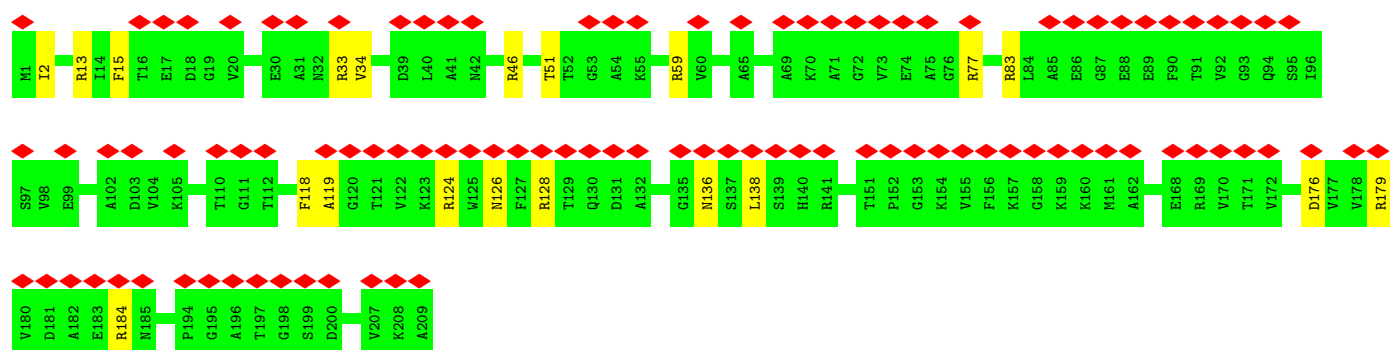 M1 I2 R13 I14 F15 T16 E17 D18 G19 V20 E30 A31 N32 R33 V34 D39 L40 A41 N42 R46 T51 T52 G53 A54 K55 R59 V60 A65 A69 K70 A71 G72 V73 E74 A75 G76 R77 R83 L84 A85 E86 G87 E88 E89 F90 T91 V92 G93 Q94 S95 I96
S97 V98 E99 A102 D103 V104 K105 T110 G111 T112 F118 A119 G120 T121 V122 K123 R124 W125 N126 F127 R128 T129 Q130 D131 A132 G135 N136 S137 L138 S139 H140 R141 T151 P152 G153 K154 V155 F156 K157 G158 K159 K160 M161 A162 E168 R169 V170 T171 V172 D176 V177 V178 R179
V180 D181 A182 E183 R184 N185 P194 G195 A196 T197 G198 S199 D200 V207 K208 A209